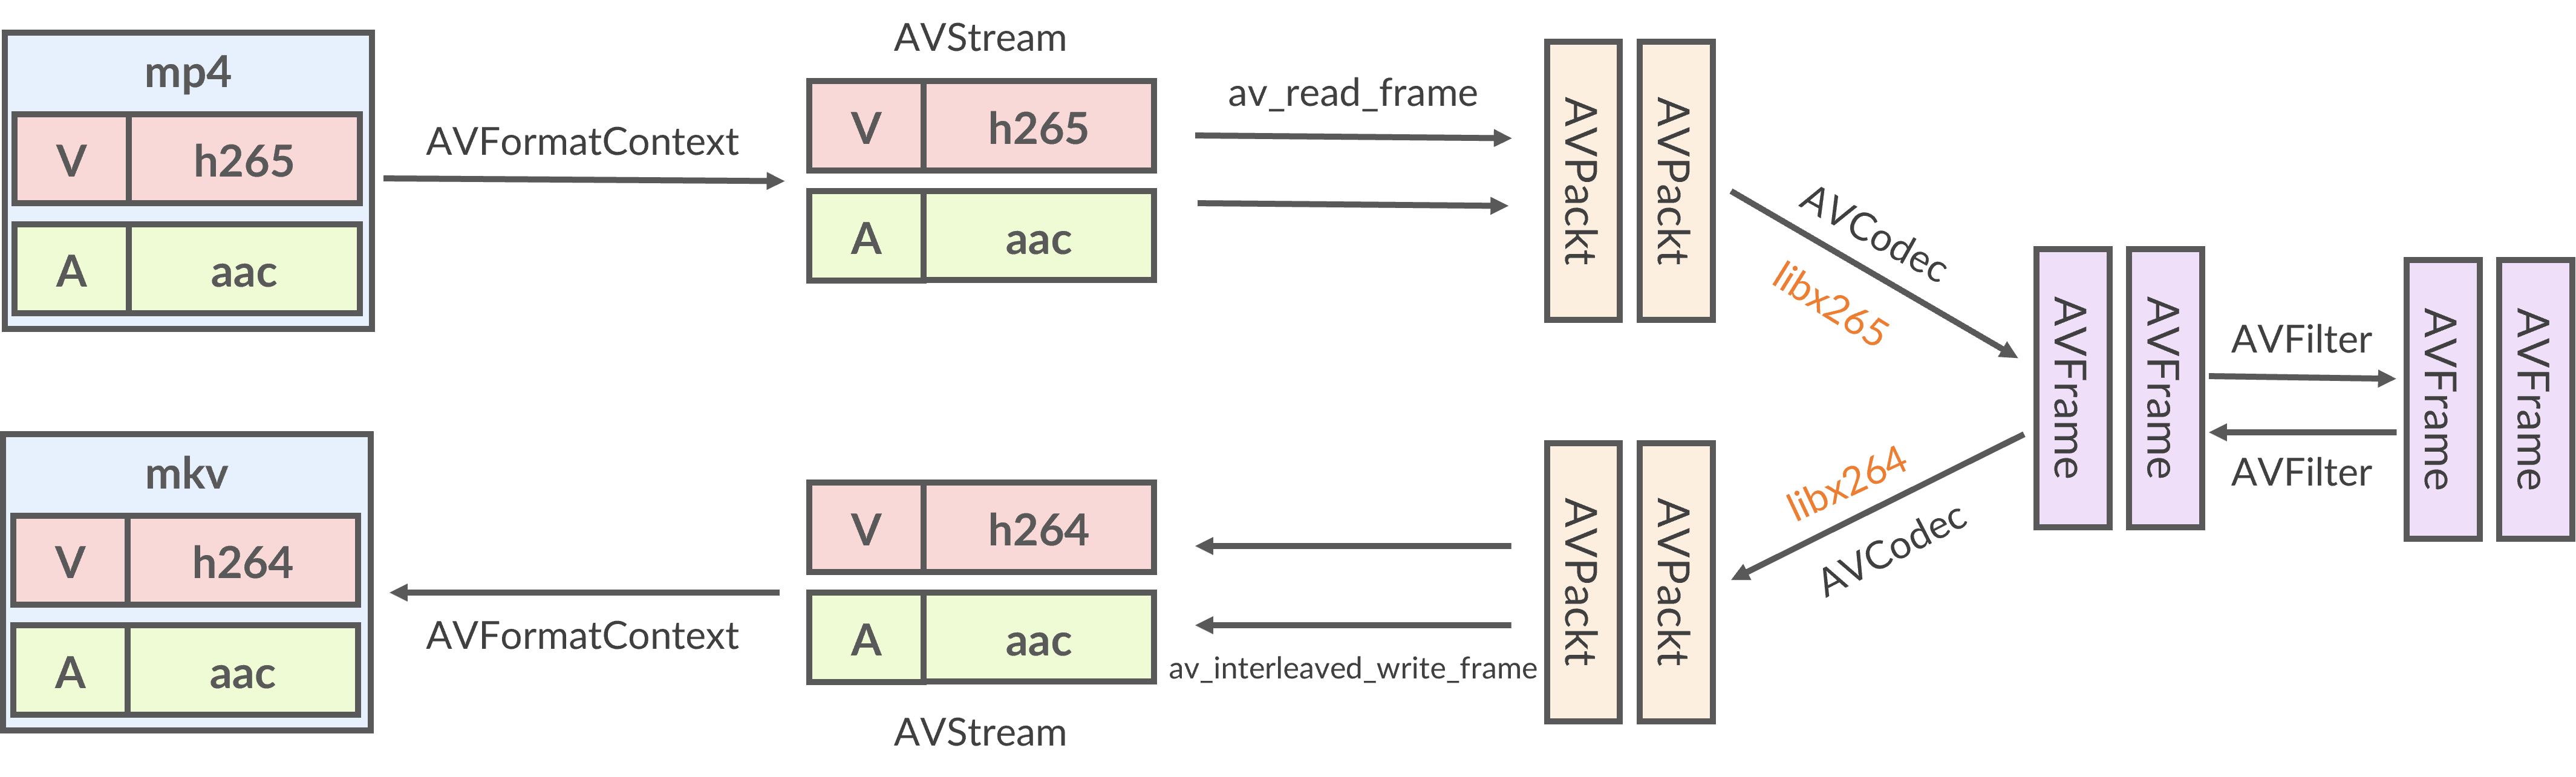 mp4
V
h265
A
aac
AVFormatContext
AVStream
V
h265
A
aac
av_read_frame
AVPackt
AVPackt
AVCodec
libx265
AVFrame
AVFrame
AVFilter
AVFilter
AVFrame
AVFrame
libx264
AVCodec
AVPackt
AVPackt
av_interleaved_write_frame
V
h264
A
aac
AVStream
AVFormatContext
mkv
V
h264
A
aac